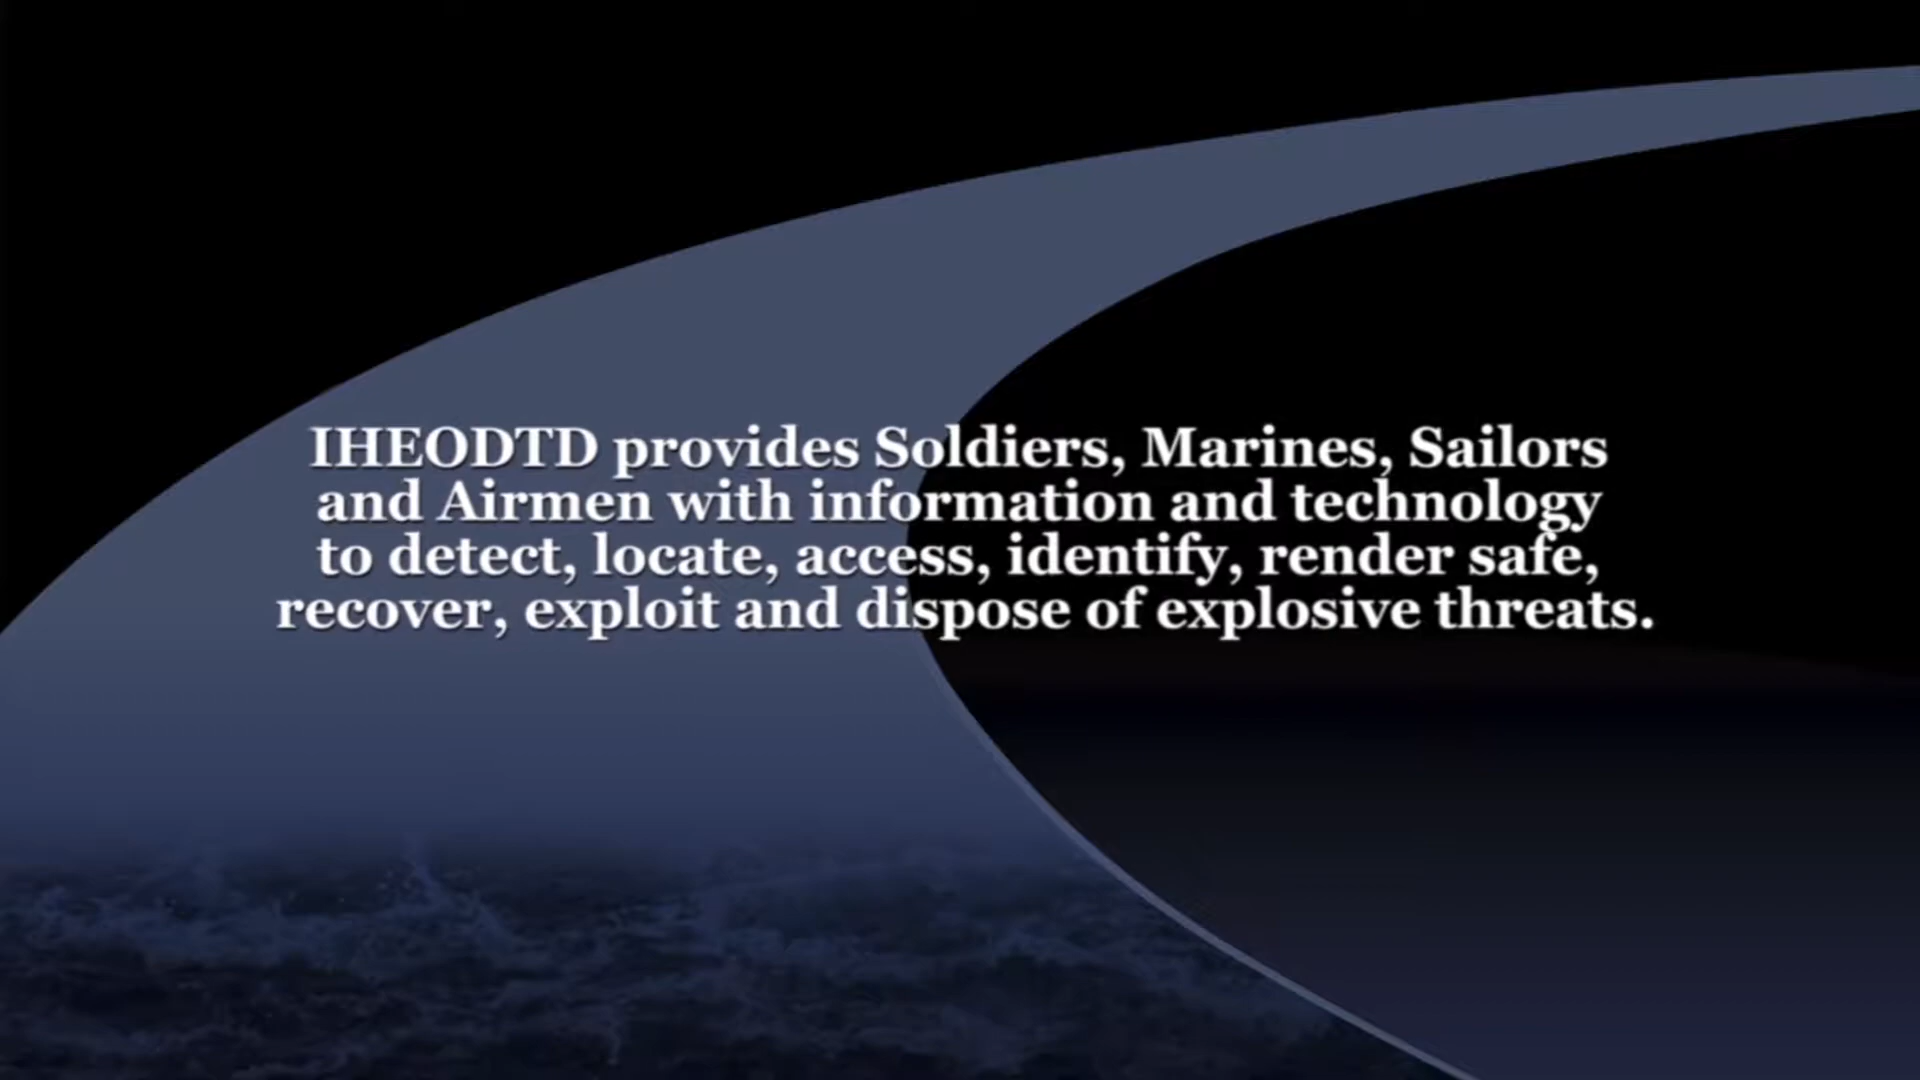 IHEODTD provides Soldiers, Marines, Sailors
and Airmen with information and technology
to detect, locate, access, identify, render safe,
recover, exploit and dispose of explosive threats.